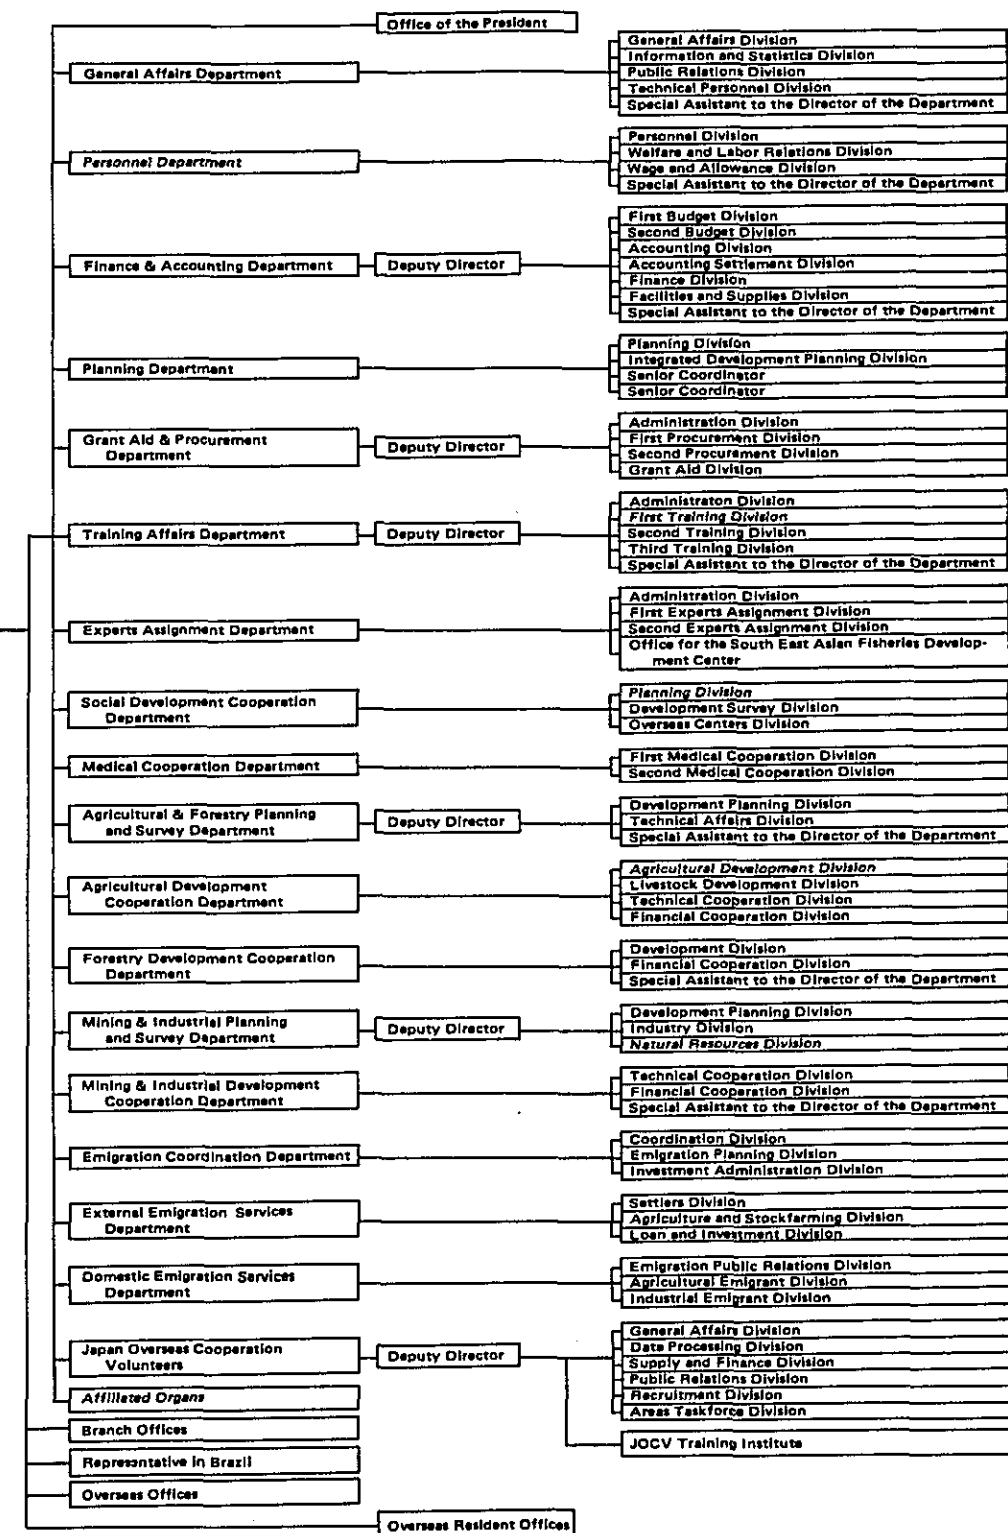 Office of the President
General Affairs Department
General Affairs Division
Information and Statistics Division
Public Relations Division
Technical Personnel Division
Special Assistant to the Director of the Department
Personnel Department
Personnel Division
Welfare and Labor Relations Division
Wage and Allowance Division
Special Assistant to the Director of the Department
Finance & Accounting Department
Deputy Director
First Budget Division
Second Budget Division
Accounting Division
Accounting Settlement Division
Finance Division
Facilities and Supplies Division
Special Assistant to the Director of the Department
Planning Department
Planning Division
Integrated Development Planning Division
Senior Coordinator
Senior Coordinator
Grant Aid & Procurement
Department
Deputy Director
Administration Division
First Procurement Division
Second Procurement Division
Grant Aid Division
Training Affairs Department
Deputy Director
Administraton Division
First Training Division
Second Training Division
Third Training Division
Special Assistant to the Director of the Department
Experts Assignment Department
Administration Division
First Experts Assignment Division
Second Experts Assignment Division
Office for the South East Asian Fisheries Develop-
ment Center
Social Development Cooperation
Department
Planning Division
Development Survey Division
Overseas Centers Division
Medical Cooperation Department
First Medical Cooperation Division
Second Medical Cooperation Division
Agricultural & Forestry Planning
and Survey Department
Deputy Director
Development Planning Division
Technical Affairs Division
Special Assistant to the Director of the Department
Agricultural Development
Cooperation Department
Agricultural Development Division
Livestock Development Division
Technical Cooperation Division
Financial Cooperation Division
Forestry Development Cooperation
Department
Development Division
Financial Cooperation Division
Special Assistant to the Director of the Department
Mining & Industrial Planning
and Survey Department
Deputy Director
Development Planning Division
Industry Division
Natural Resources Division
Mining & Industrial Development
Cooperation Department
Technical Cooperation Division
Financial Cooperation Division
Special Assistant to the Director of the Department
Emigration Coordination Department
Coordination Division
Emigration Planning Division
Investment Administration Division
External Emigration Services
Department
Settlers Division
Agriculture and Stockfarming Division
Loan and Investment Division
Domestic Emigration Services
Department
Emigration Public Relations Division
Agricultural Emigrant Division
Industrial Emigrant Division
Japan Overseas Cooperation
Volunteers
Deputy Director
General Affairs Division
Data Processing Division
Supply and Finance Division
Public Relations Division
Recruitment Division
Areas Taskforce Division
JOCV Training Institute
Affiliated Organs
Branch Offices
Representative in Brazil
Overseas Offices
Overseas Resident Offices